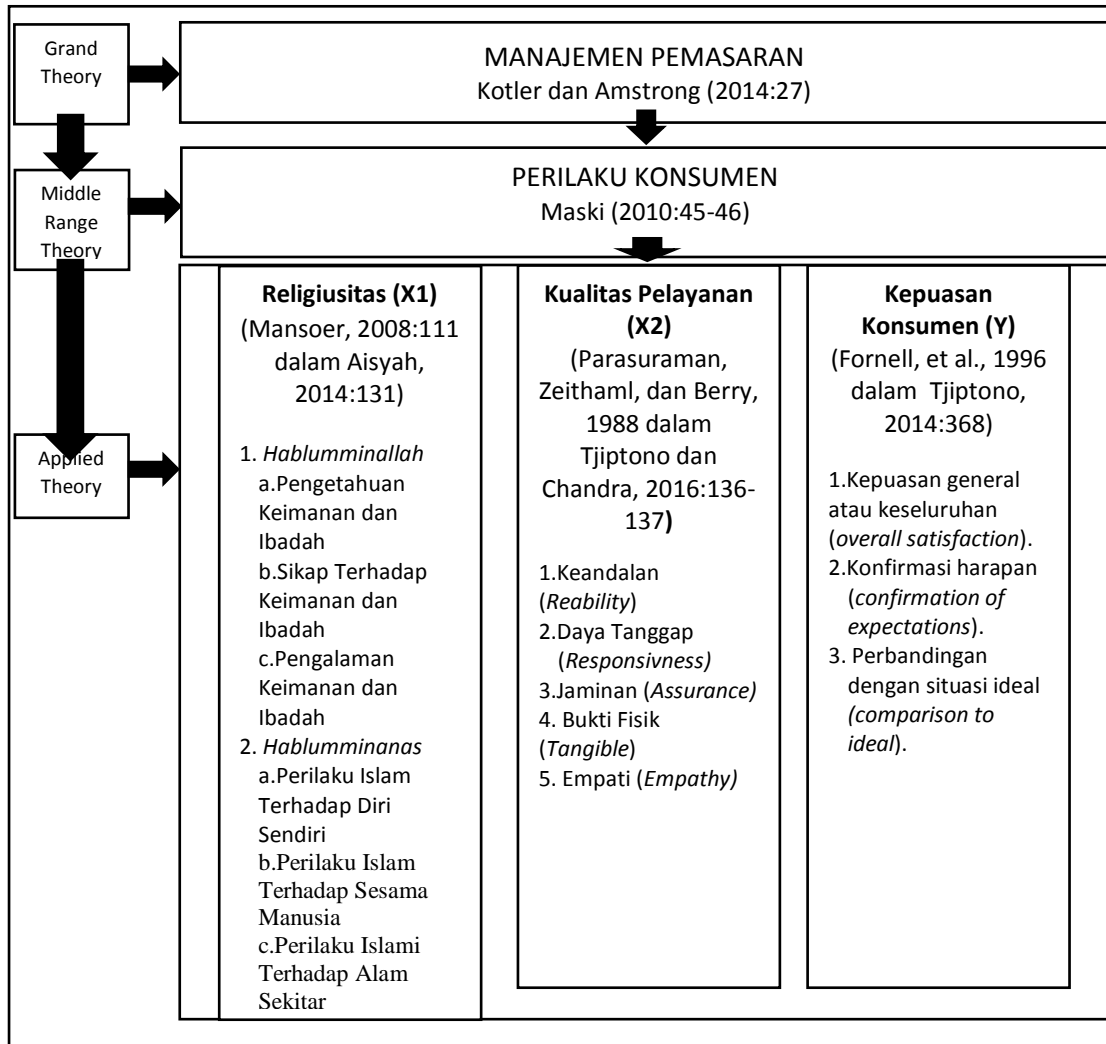 Grand
Theory
MANAJEMEN PEMASARAN
Kotler dan Amstrong (2014:27)
Middle
Range
Theory
PERILAKU KONSUMEN
Maski (2010:45-46)
Applied
Theory
Religiusitas (X1)
(Mansoer, 2008:111
dalam Aisyah,
2014:131)
1. Hablumminallah
a.Pengetahuan
Keimanan dan
Ibadah
b.Sikap Terhadap
Keimanan dan
Ibadah
c.Pengalaman
Keimanan dan
Ibadah
2. Hablumminanas
a.Perilaku Islam
Terhadap Diri
Sendiri
b.Perilaku Islam
Terhadap Sesama
Manusia
c.Perilaku Islami
Terhadap Alam
Sekitar
Kualitas Pelayanan
(X2)
(Parasuraman,
Zeithaml, dan Berry,
1988 dalam
Tjiptono dan
Chandra, 2016:136-
137)
1.Keandalan
(Reability)
2.Daya Tanggap
(Responsivness)
3.Jaminan (Assurance)
4. Bukti Fisik
(Tangible)
5. Empati (Empathy)
Kepuasan
Konsumen (Y)
(Fornell, et al., 1996
dalam Tjiptono,
2014:368)
1.Kepuasan general
atau keseluruhan
(overall satisfaction).
2.Konfirmasi harapan
(confirmation of
expectations).
3. Perbandingan
dengan situasi ideal
(comparison to
ideal).